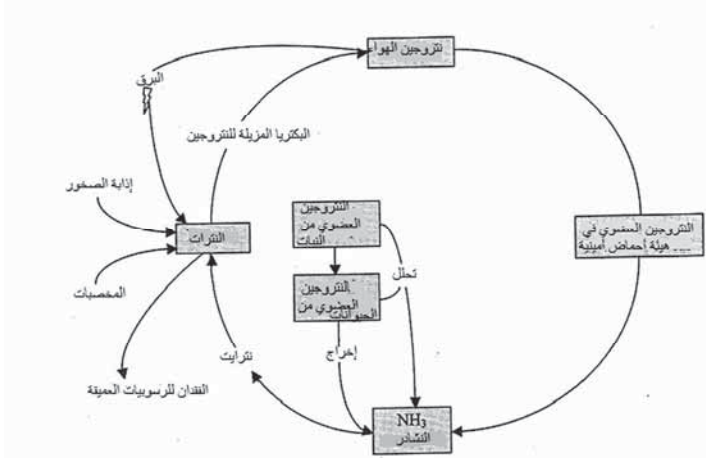 نتروجين الهواء
البرق
البكتريا المزيلة للنتروجين
إذابة الصخور
النترات
المخصبات
النتروجين
العضوي من
النبات ....
النتروجين العضوي في
هيئة أحماض أمينية ....
تحلل
النتروجين
العضوي من
الحيوانات
إخراج
نترايت
الفقدان للرسوبيات العميقة
NH₃
النشادر